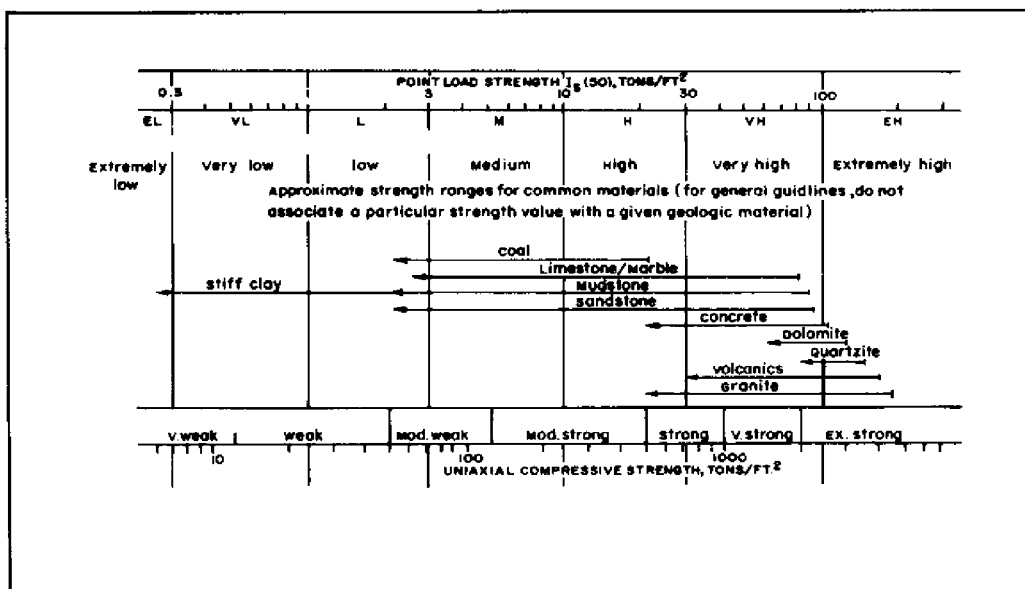 POINT LOAD STRENGTH Is (50), TONS/FT²
0.3 3 10 30 100
EL VL L M H VH EH
Extremely low Very low low Medium High Very high Extremely high
Approximate strength ranges for common materials (for general guidlines, do not
associate a particular strength value with a given geologic material)
coal
Limestone/Marble
stiff clay Mudstone
sandstone
concrete
Dolomite
Quartzite
volcanics
Granite
v.weak weak Mod.weak Mod.strong strong v.strong Ex.strong
10 100 1000
UNIAXIAL COMPRESSIVE STRENGTH, TONS/FT.²